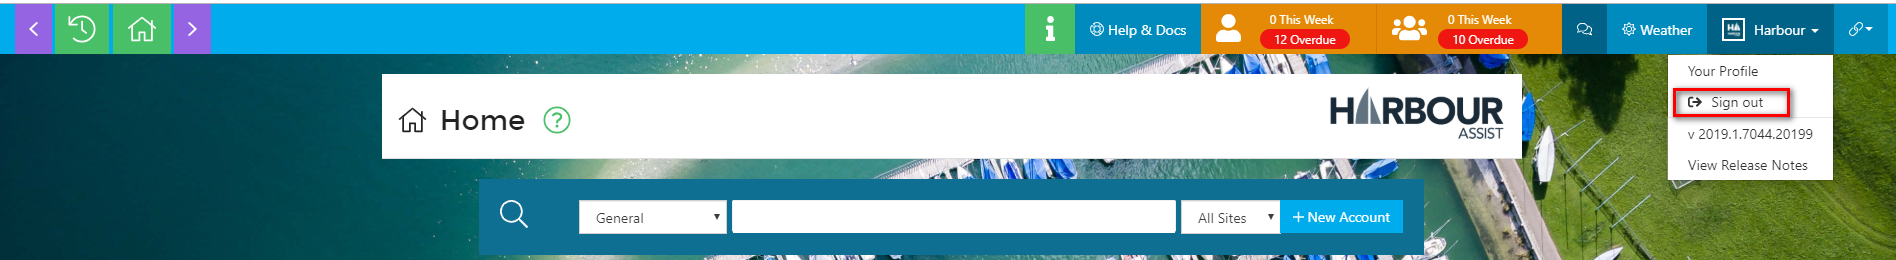 Help & Docs
0 This Week
12 Overdue
0 This Week
10 Overdue
Weather
Harbour
Your Profile
Sign out
v 2019.1.7044.20199
View Release Notes
Home
HARBOUR
ASSIST
General
All Sites
+ New Account